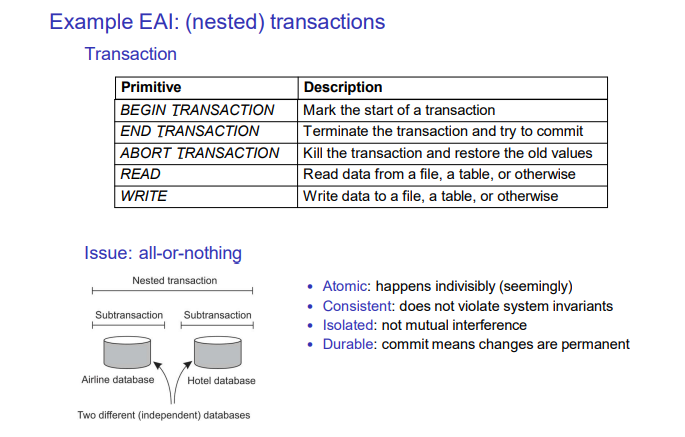 Example EAI: (nested) transactions
Transaction
Primitive Description
BEGIN TRANSACTION Mark the start of a transaction
END TRANSACTION Terminate the transaction and try to commit
ABORT TRANSACTION Kill the transaction and restore the old values
READ Read data from a file, a table, or otherwise
WRITE Write data to a file, a table, or otherwise
Issue: all-or-nothing
Nested transaction
Subtransaction Subtransaction
Airline database Hotel database
Two different (independent) databases
• Atomic: happens indivisibly (seemingly)
• Consistent: does not violate system invariants
• Isolated: not mutual interference
• Durable: commit means changes are permanent